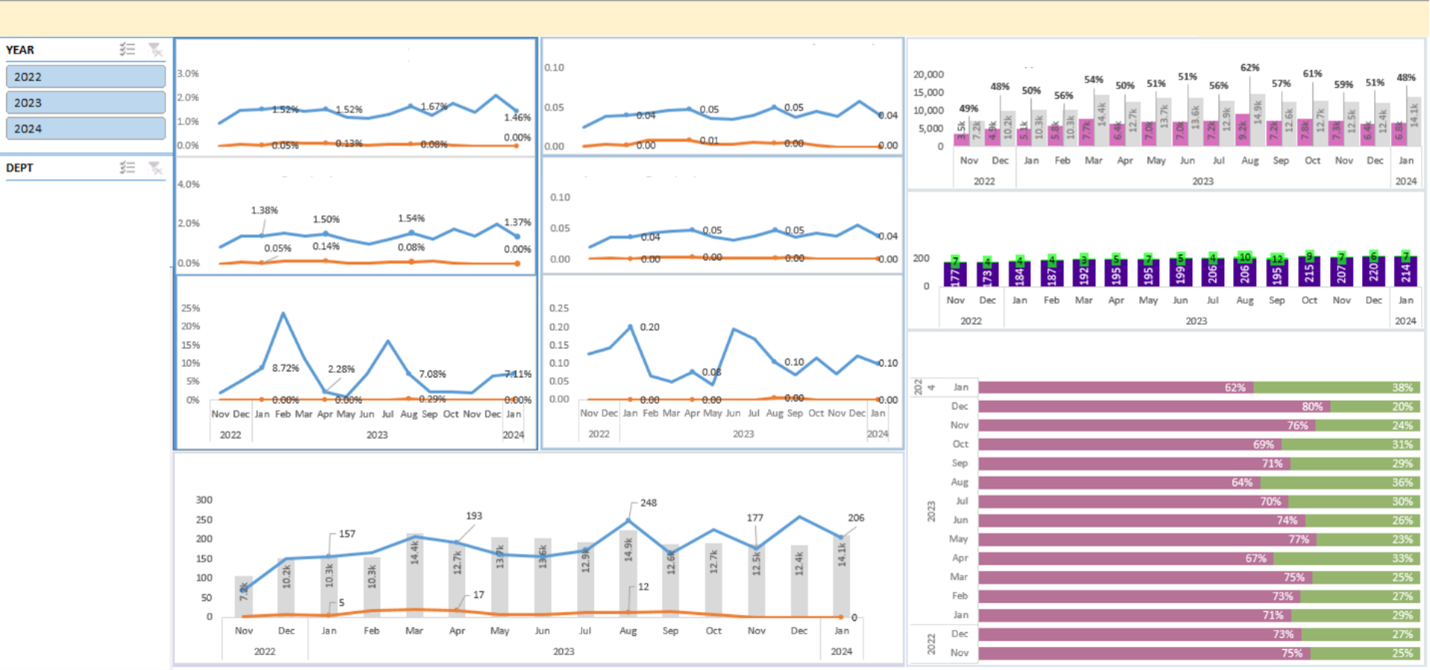 YEAR
2022
2023
2024
DEPT
3.0%
2.0%
1.0%
0.0%
1.52% 1.52% 1.67% 1.46%
0.05% 0.13% 0.08% 0.00%
4.0%
2.0%
0.0%
1.38% 1.50% 1.54% 1.37%
0.05% 0.14% 0.08% 0.00%
25%
20%
15%
10%
5%
0%
8.72% 2.28% 7.08% 7.11%
0.00% 0.00% 0.29% 0.00%
Nov Dec Jan Feb Mar Apr May Jun Jul Aug Sep Oct Nov Dec Jan
2022 2023 2024
0.10
0.05
0.00
0.04 0.05 0.05 0.04
0.00 0.01 0.00 0.00
0.10
0.05
0.00
0.04 0.05 0.05 0.04
0.00 0.00 0.00 0.00
0.25
0.20
0.15
0.10
0.05
0.00
0.20 0.08 0.10 0.10
0.00 0.00 0.00 0.00
Nov Dec Jan Feb Mar Apr May Jun Jul Aug Sep Oct Nov Dec Jan
2022 2023 2024
300
250
200
150
100
50
0
157 193 248 177 206
7.2k 10.2k 10.3k 10.3k 14.4k 12.7k 13.7k 13.6k 12.9k 14.9k 12.6k 12.7k 12.5k 12.4k 14.1k
5 17 12 0
Nov Dec Jan Feb Mar Apr May Jun Jul Aug Sep Oct Nov Dec Jan
2022 2023 2024
20,000
15,000
10,000
5,000
0
49% 48% 50% 56% 54% 50% 51% 51% 56% 62% 57% 61% 59% 51% 48%
3.5k 7.2k 4.9k 10.2k 5.1k 10.3k 5.8k 10.3k 7.7k 14.4k 6.4k 12.7k 7.0k 13.7k 7.0k 13.6k 7.2k 12.9k 9.2k 14.9k 7.2k 12.6k 7.8k 12.7k 7.3k 12.5k 6.4k 12.4k 6.8k 14.1k
Nov Dec Jan Feb Mar Apr May Jun Jul Aug Sep Oct Nov Dec Jan
2022 2023 2024
200
0
10 12
177 173 184 187 192 195 195 199 206 206 195 215 207 220 214
Nov Dec Jan Feb Mar Apr May Jun Jul Aug Sep Oct Nov Dec Jan
2022 2023 2024
202
4
Jan 62% 38%
2023
Dec 80% 20%
Nov 76% 24%
Oct 69% 31%
Sep 71% 29%
Aug 64% 36%
Jul 70% 30%
Jun 74% 26%
May 77% 23%
Apr 67% 33%
Mar 75% 25%
Feb 73% 27%
Jan 71% 29%
2022
Dec 73% 27%
Nov 75% 25%